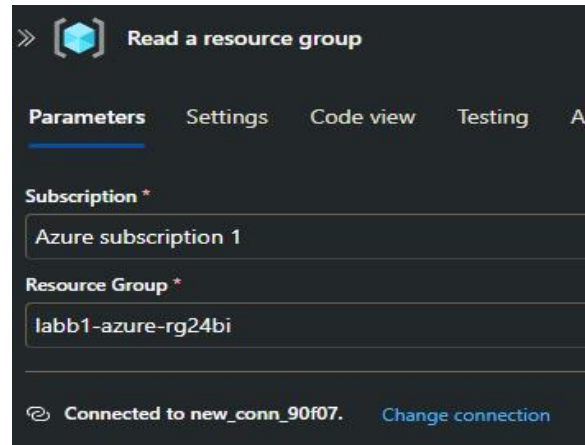 Read a resource group
Parameters Settings Code view Testing A
Subscription *
Azure subscription 1
Resource Group *
labb1-azure-rg24bi
Connected to new_conn_90f07. Change connection